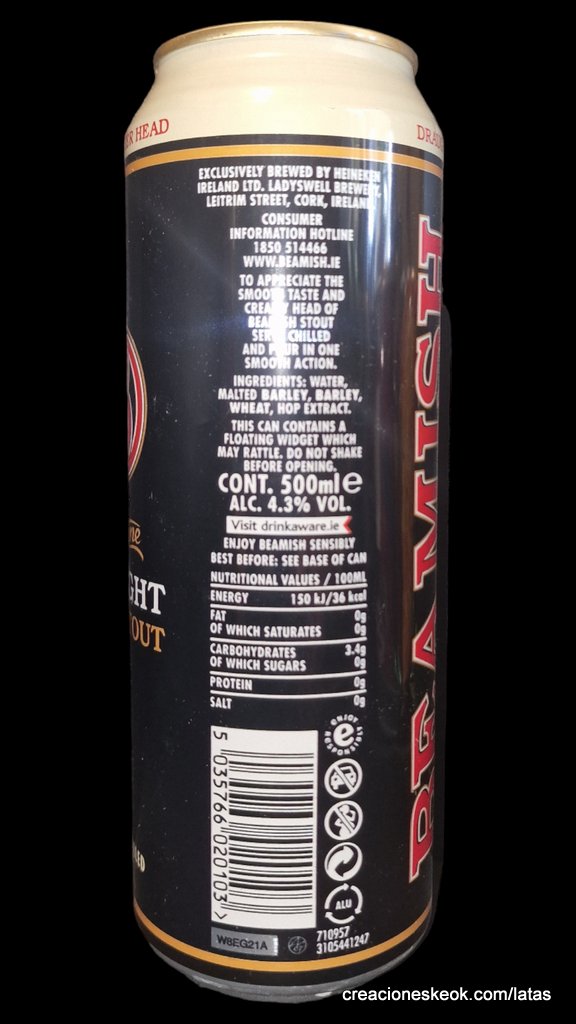 HEAD
EXCLUSIVELY BREWED BY HEINEKEN
IRELAND LTD. LADYSWELL BREWERY,
LEITRIM STREET, CORK, IRELAND
CONSUMER
INFORMATION HOTLINE
1850 514466
WWW.BEAMISH.IE
TO APPRECIATE THE
SMOOTH TASTE AND
CREAMY HEAD OF
BEAMISH STOUT
SERVE CHILLED
AND POUR IN ONE
SMOOTH ACTION.
INGREDIENTS: WATER,
MALTED BARLEY, BARLEY,
WHEAT, HOP EXTRACT.
THIS CAN CONTAINS A
FLOATING WIDGET WHICH
MAY RATTLE. DO NOT SHAKE
BEFORE OPENING.
CONT. 500ml e
ALC. 4.3% VOL.
Visit drinkaware.ie
ENJOY BEAMISH SENSIBLY
BEST BEFORE: SEE BASE OF CAN
NUTRITIONAL VALUES / 100ML
ENERGY 150 kJ/36 kcal
FAT 0g
OF WHICH SATURATES 0g
CARBOHYDRATES 3.4g
OF WHICH SUGARS 0g
PROTEIN 0g
SALT 0g
ENJOY RESPONSIBLY
ALU
5 035766 020103 >
W8EG21A
710957
3105441247
BEAMISH
creacioneskeok.com/latas